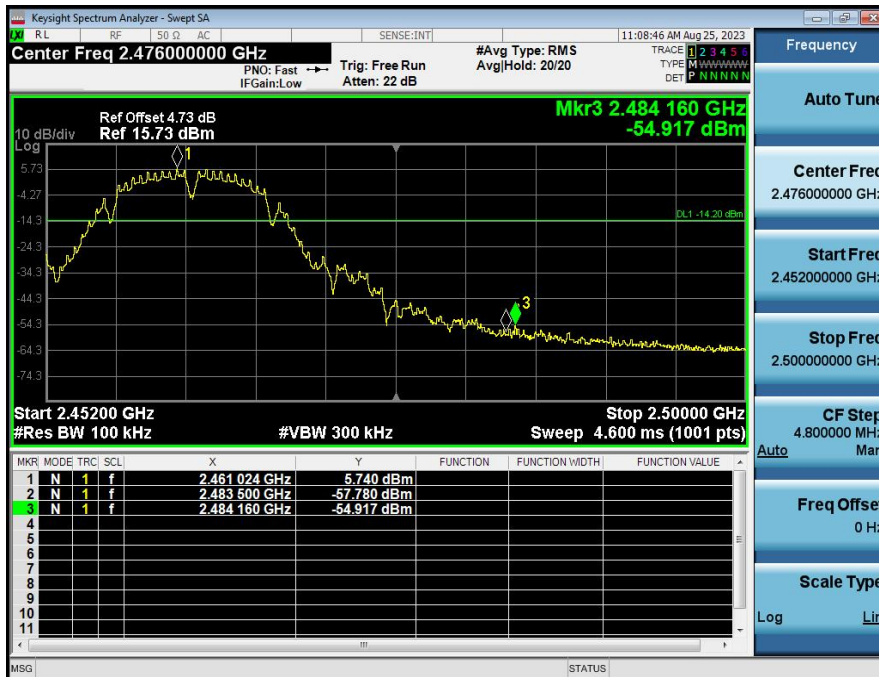 Keysight Spectrum Analyzer - Swept SA
LXI RL RF 50 Ω AC SENSE:INT 11:08:46 AM Aug 25, 2023
Center Freq 2.476000000 GHz #Avg Type: RMS TRACE 1 2 3 4 5 6
PNO: Fast Trig: Free Run Avg|Hold: 20/20 TYPE M W W W W W
IFGain:Low Atten: 22 dB DET P N N N N N
Mkr3 2.484 160 GHz
Ref Offset 4.73 dB
10 dB/div Ref 15.73 dBm -54.917 dBm
Log
1
5.73
-4.27
-14.3
DL1 -14.20 dBm
-24.3
-34.3
-44.3
3
-54.3
-64.3
-74.3
Start 2.45200 GHz Stop 2.50000 GHz
#Res BW 100 kHz #VBW 300 kHz Sweep 4.600 ms (1001 pts)
MKR MODE TRC SCL X Y FUNCTION FUNCTION WIDTH FUNCTION VALUE
1 N 1 f 2.461 024 GHz 5.740 dBm
2 N 1 f 2.483 500 GHz -57.780 dBm
3 N 1 f 2.484 160 GHz -54.917 dBm
4
5
6
7
8
9
10
11
MSG STATUS
Frequency
Auto Tune
Center Freq
2.476000000 GHz
Start Freq
2.452000000 GHz
Stop Freq
2.500000000 GHz
CF Step
4.800000 MHz
Auto Man
Freq Offset
0 Hz
Scale Type
Log Lin